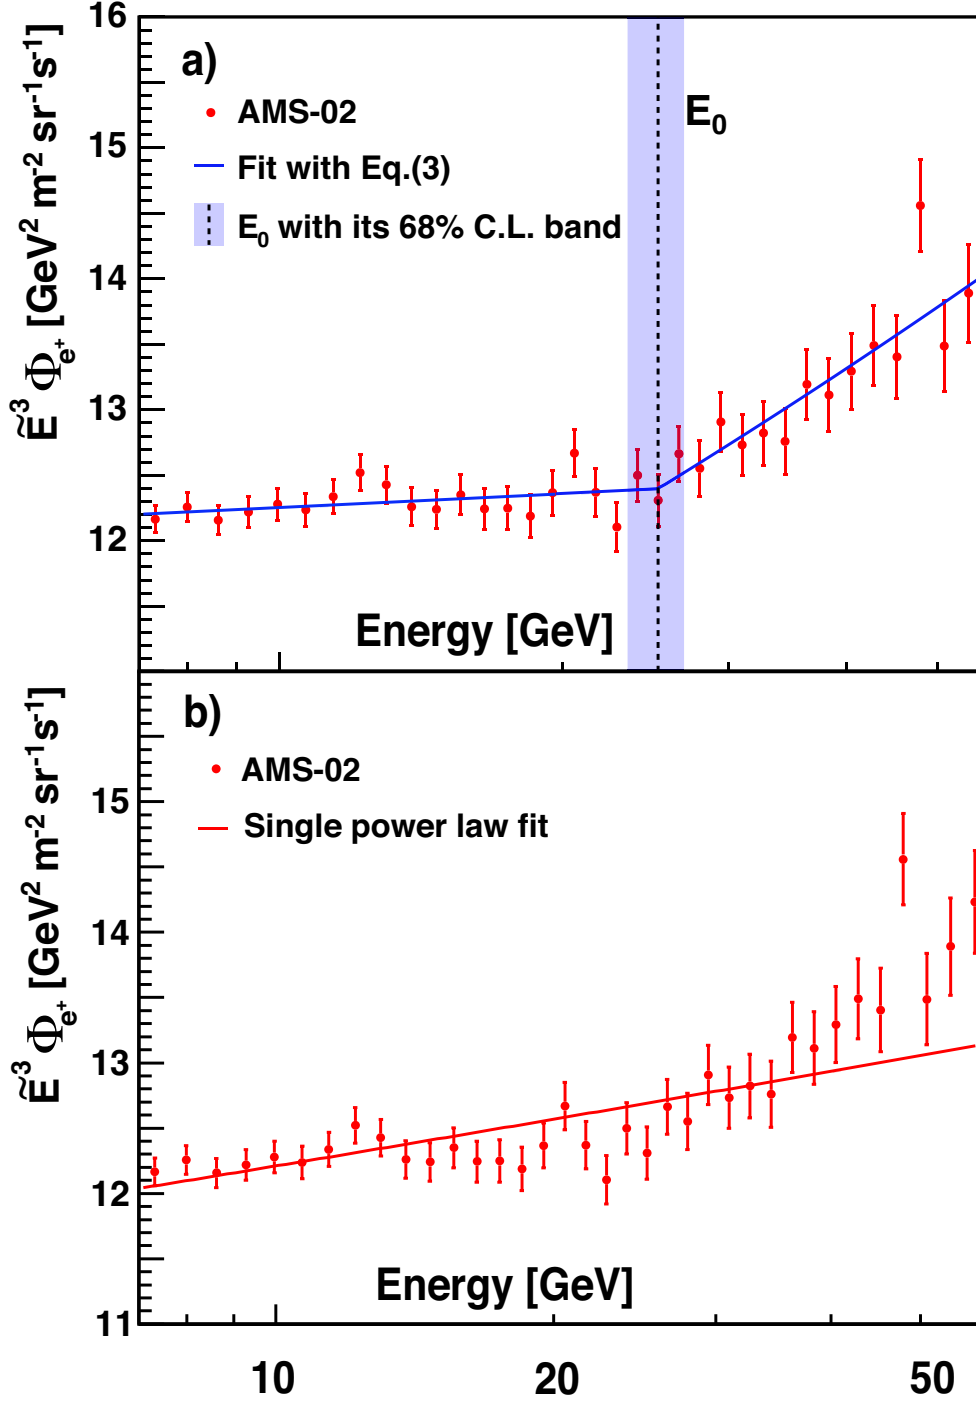 16
a)
AMS-02
E₀
15
Fit with Eq.(3)
E₀ with its 68% C.L. band
14
13
12
Ẽ³ Φₑ⁺ [GeV² m⁻² sr⁻¹s⁻¹]
Energy [GeV]
b)
AMS-02
15
Single power law fit
14
13
12
11
Ẽ³ Φₑ⁺ [GeV² m⁻² sr⁻¹s⁻¹]
Energy [GeV]
10 20 50